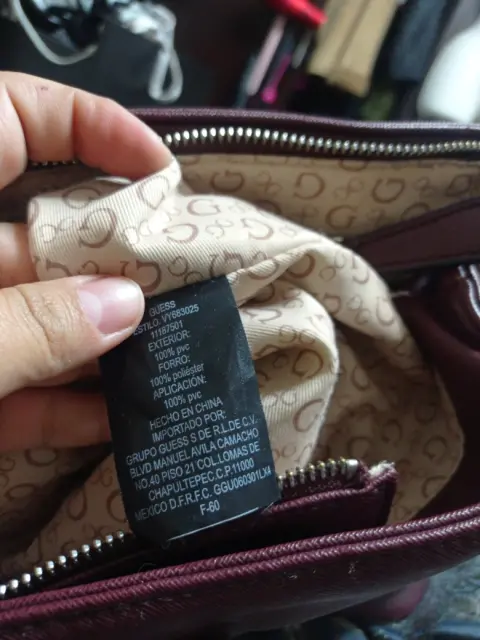 GUESS
ESTILO: VY683025
11187501
EXTERIOR:
100% pvc
FORRO:
100% poliéster
APLICACIÓN:
100% pvc
HECHO EN CHINA
IMPORTADO POR:
GRUPO GUESS S DE R.L.DE C.V.
BLVD MANUEL AVILA CAMACHO
NO.40 PISO 21 COL.LOMAS DE
CHAPULTEPEC,C.P.11000
MEXICO D.F.R.F.C. GGU060301LX4
F-60